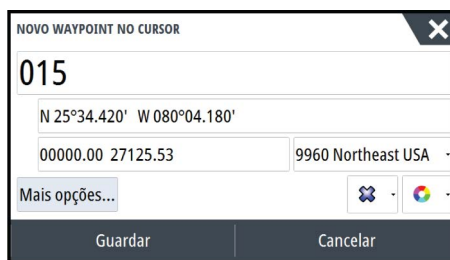 NOVO WAYPOINT NO CURSOR
015
N 25°34.420' W 080°04.180'
00000.00 27125.53 9960 Northeast USA
Mais opções...
Guardar Cancelar